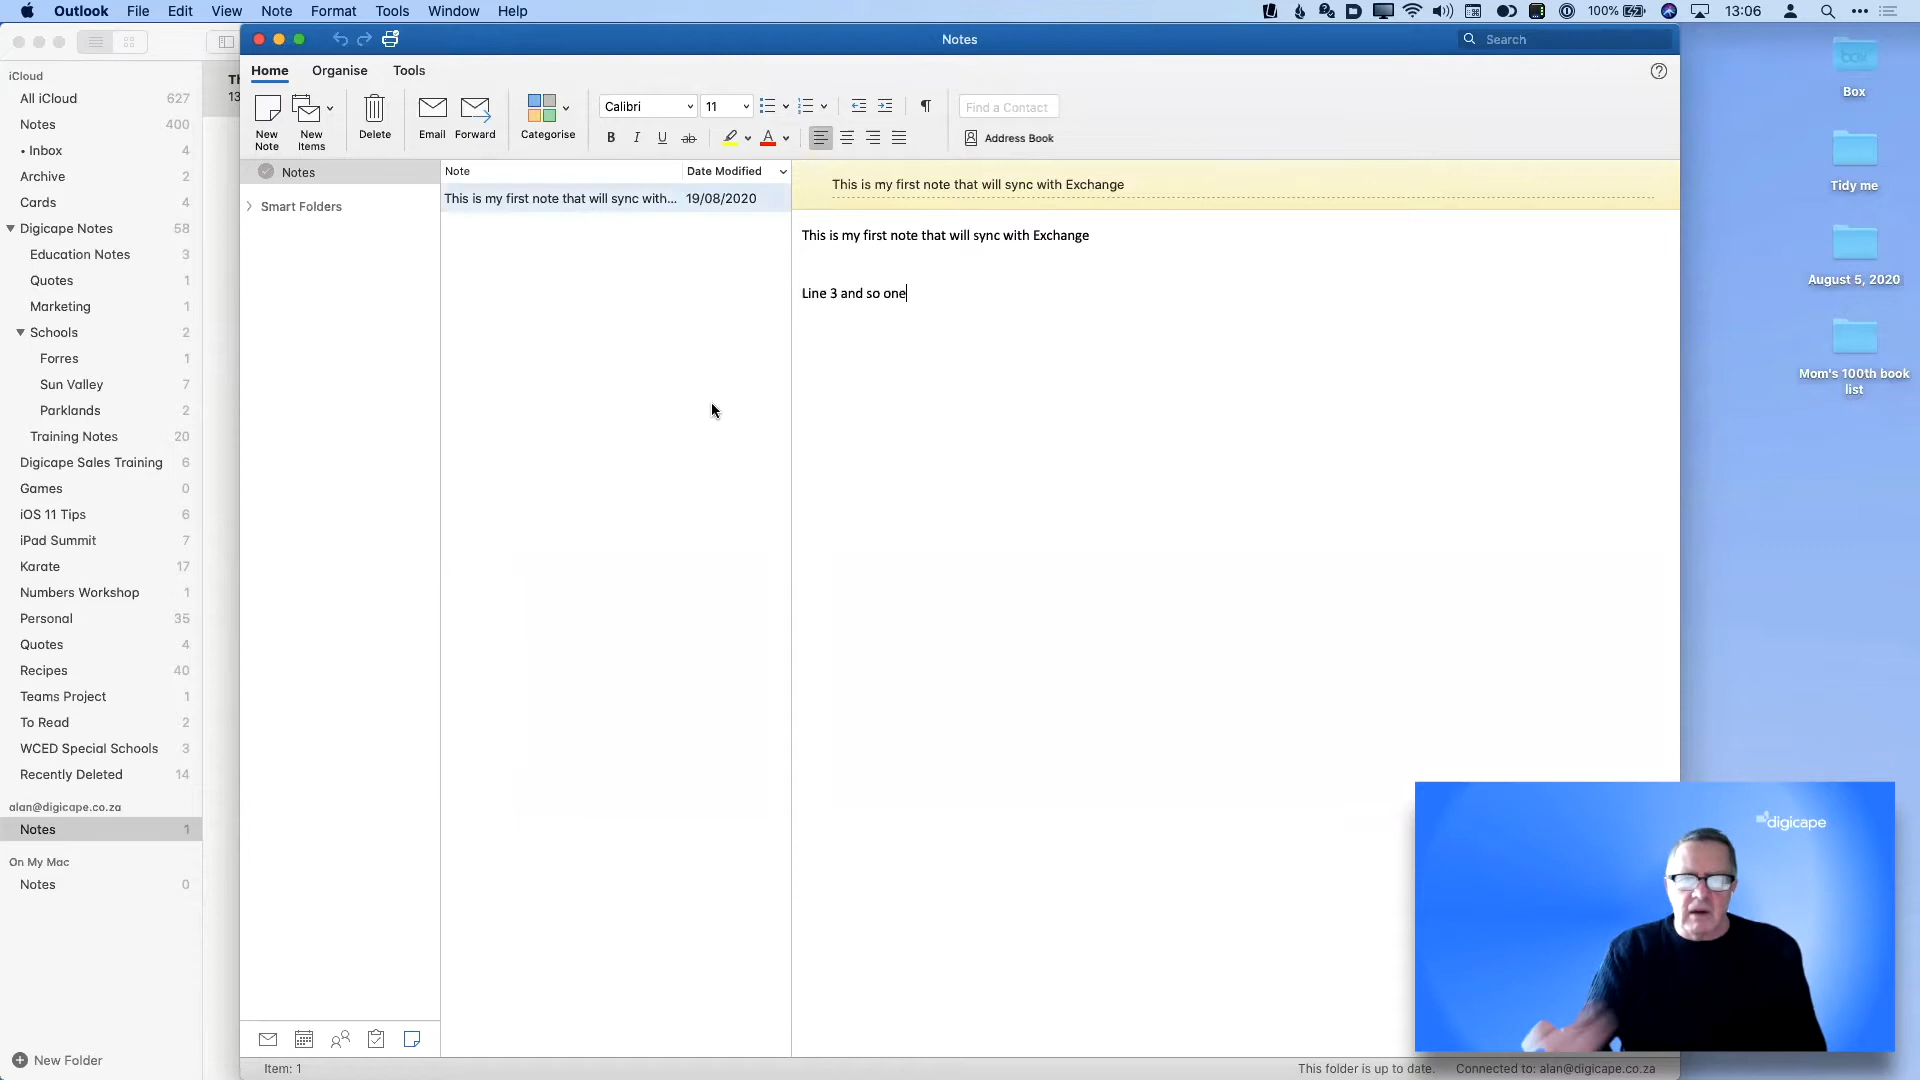 Outlook File Edit View Note Format Tools Window Help
100% 13:06
Notes
Search
Home Organise Tools
New Note
New Items
Delete
Email
Forward
Categorise
Calibri 11
B I U ab A
Find a Contact
Address Book
iCloud
All iCloud 627
Notes 400
• Inbox 4
Archive 2
Cards 4
Digicape Notes 58
Education Notes 3
Quotes 1
Marketing 1
Schools 2
Forres 1
Sun Valley 7
Parklands 2
Training Notes 20
Digicape Sales Training 6
Games 0
iOS 11 Tips 6
iPad Summit 7
Karate 17
Numbers Workshop 1
Personal 35
Quotes 4
Recipes 40
Teams Project 1
To Read 2
WCED Special Schools 3
Recently Deleted 14
alan@digicape.co.za
Notes 1
On My Mac
Notes 0
New Folder
Th
13
Notes
Smart Folders
Note Date Modified
This is my first note that will sync with... 19/08/2020
This is my first note that will sync with Exchange
This is my first note that will sync with Exchange
Line 3 and so one
Item: 1
This folder is up to date. Connected to: alan@digicape.co.za
box
Box
Tidy me
August 5, 2020
Mom's 100th book
list
digicape